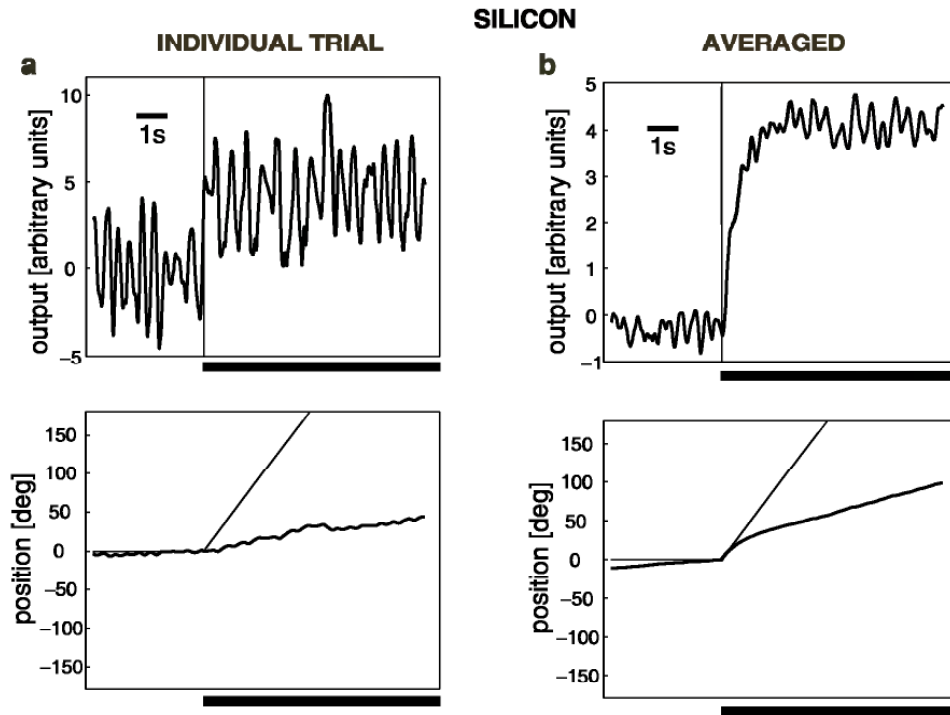 SILICON
INDIVIDUAL TRIAL
AVERAGED
a
b
output [arbitrary units]
10
5
0
−5
1s
output [arbitrary units]
5
4
3
2
1
0
−1
1s
position [deg]
150
100
50
0
−50
−100
−150
position [deg]
150
100
50
0
−50
−100
−150